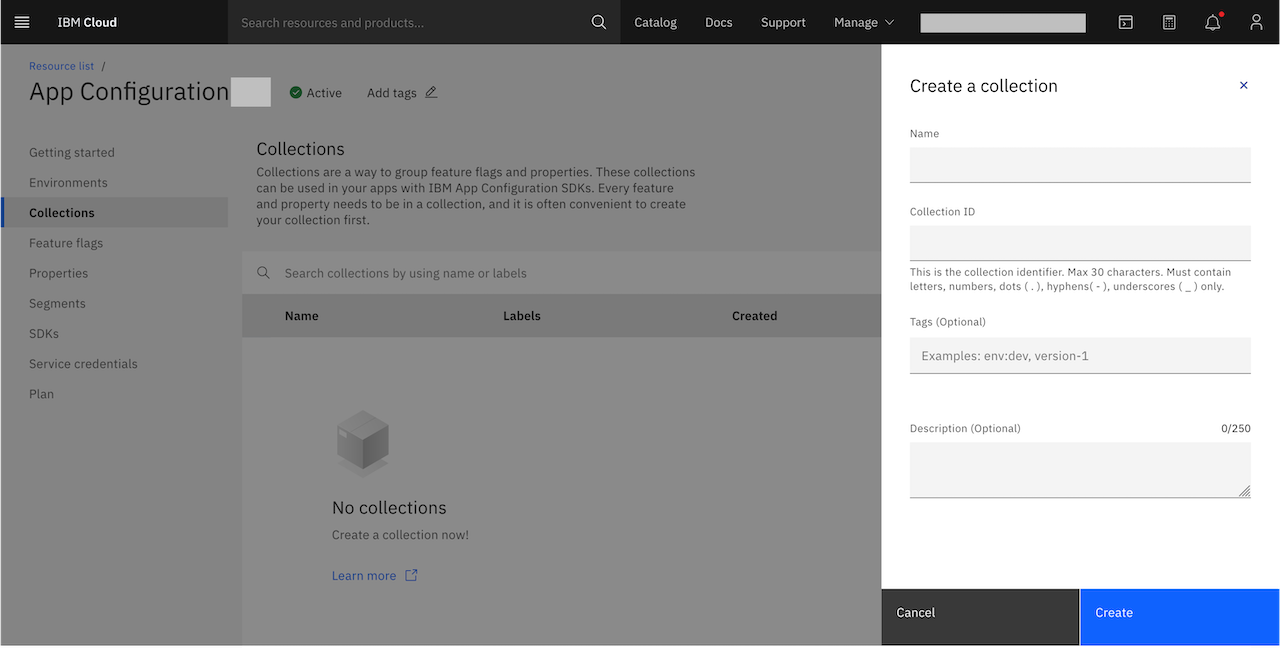 IBM Cloud
Search resources and products...
Catalog
Docs
Support
Manage
Resource list /
App Configuration
Active
Add tags
Getting started
Environments
Collections
Feature flags
Properties
Segments
SDKs
Service credentials
Plan
Collections
Collections are a way to group feature flags and properties. These collections
can be used in your apps with IBM App Configuration SDKs. Every feature
and property needs to be in a collection, and it is often convenient to create
your collection first.
Search collections by using name or labels
Name
Labels
Created
No collections
Create a collection now!
Learn more
Create a collection
Name
Collection ID
This is the collection identifier. Max 30 characters. Must contain
letters, numbers, dots ( . ), hyphens( - ), underscores ( _ ) only.
Tags (Optional)
Examples: env:dev, version-1
Description (Optional)
0/250
Cancel
Create